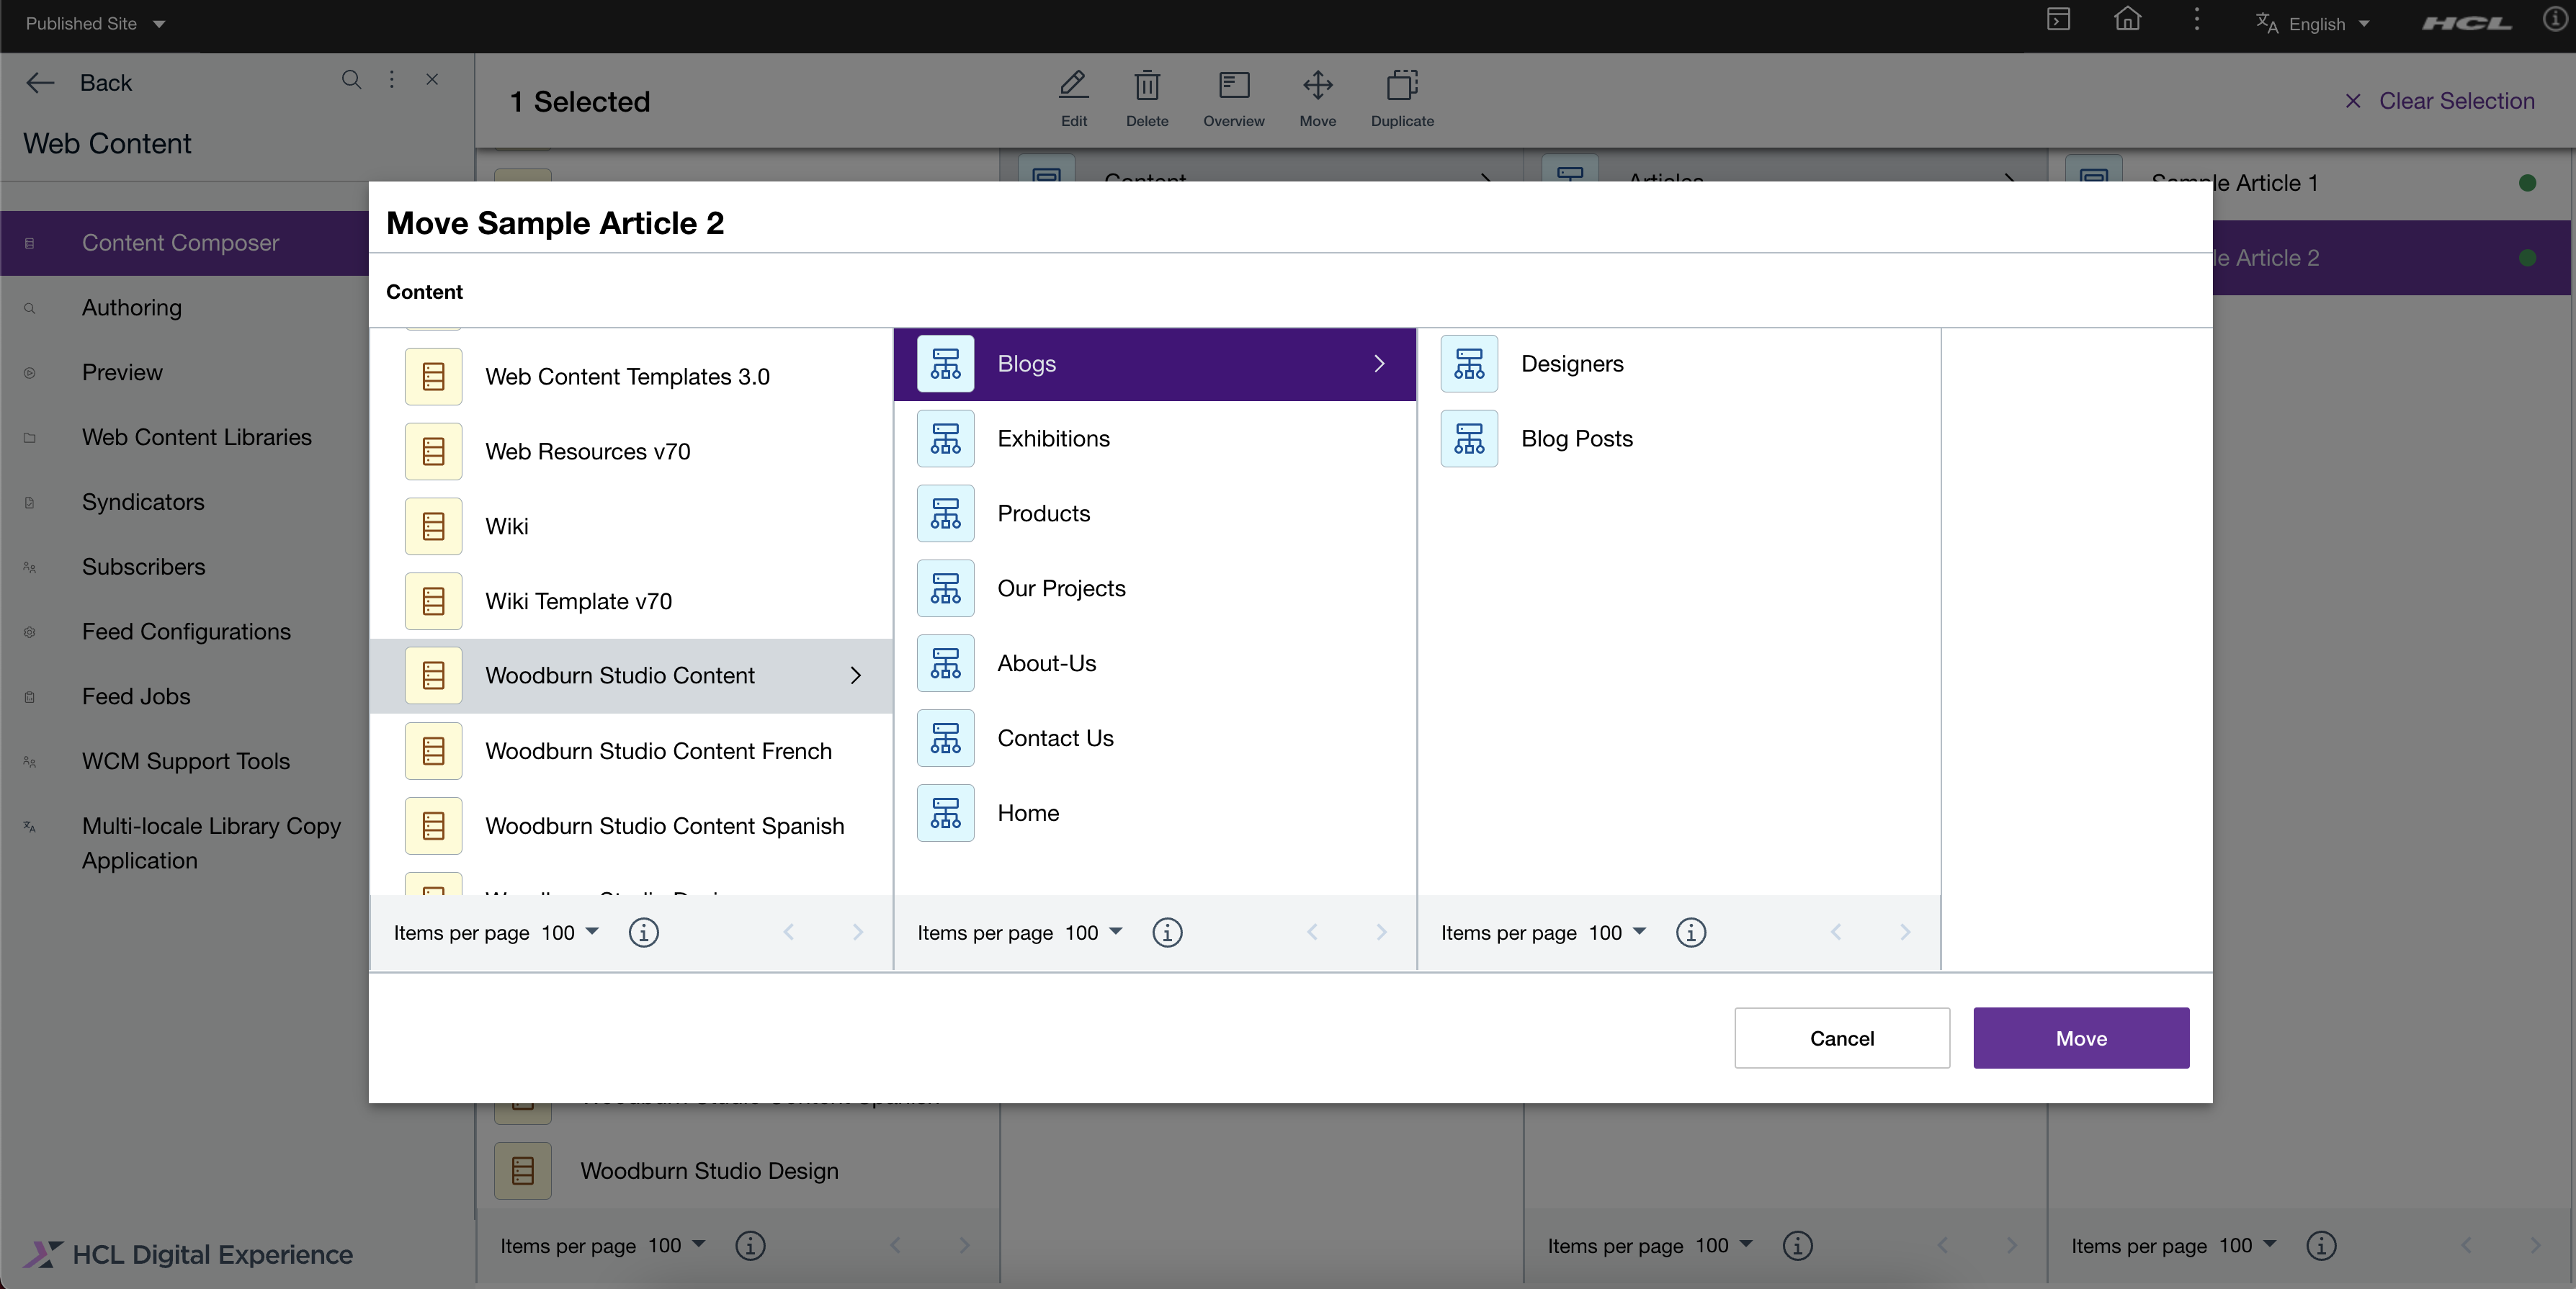 Published Site
English
HCL
Back
Web Content
Content Composer
Authoring
Preview
Web Content Libraries
Syndicators
Subscribers
Feed Configurations
Feed Jobs
WCM Support Tools
Multi-locale Library Copy
Application
HCL Digital Experience
1 Selected
Edit
Delete
Overview
Move
Duplicate
Clear Selection
Content
Articles
Sample Article 1
le Article 2
Move Sample Article 2
Content
Web Content Templates 3.0
Web Resources v70
Wiki
Wiki Template v70
Woodburn Studio Content
Woodburn Studio Content French
Woodburn Studio Content Spanish
Items per page 100
Blogs
Exhibitions
Products
Our Projects
About-Us
Contact Us
Home
Items per page 100
Designers
Blog Posts
Items per page 100
Cancel
Move
Woodburn Studio Design
Items per page 100
Items per page 100
Items per page 100